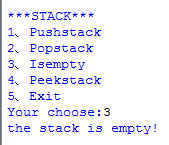 ***STACK***
1、Pushstack
2、Popstack
3、Isempty
4、Peekstack
5、Exit
Your choose:3
the stack is empty!